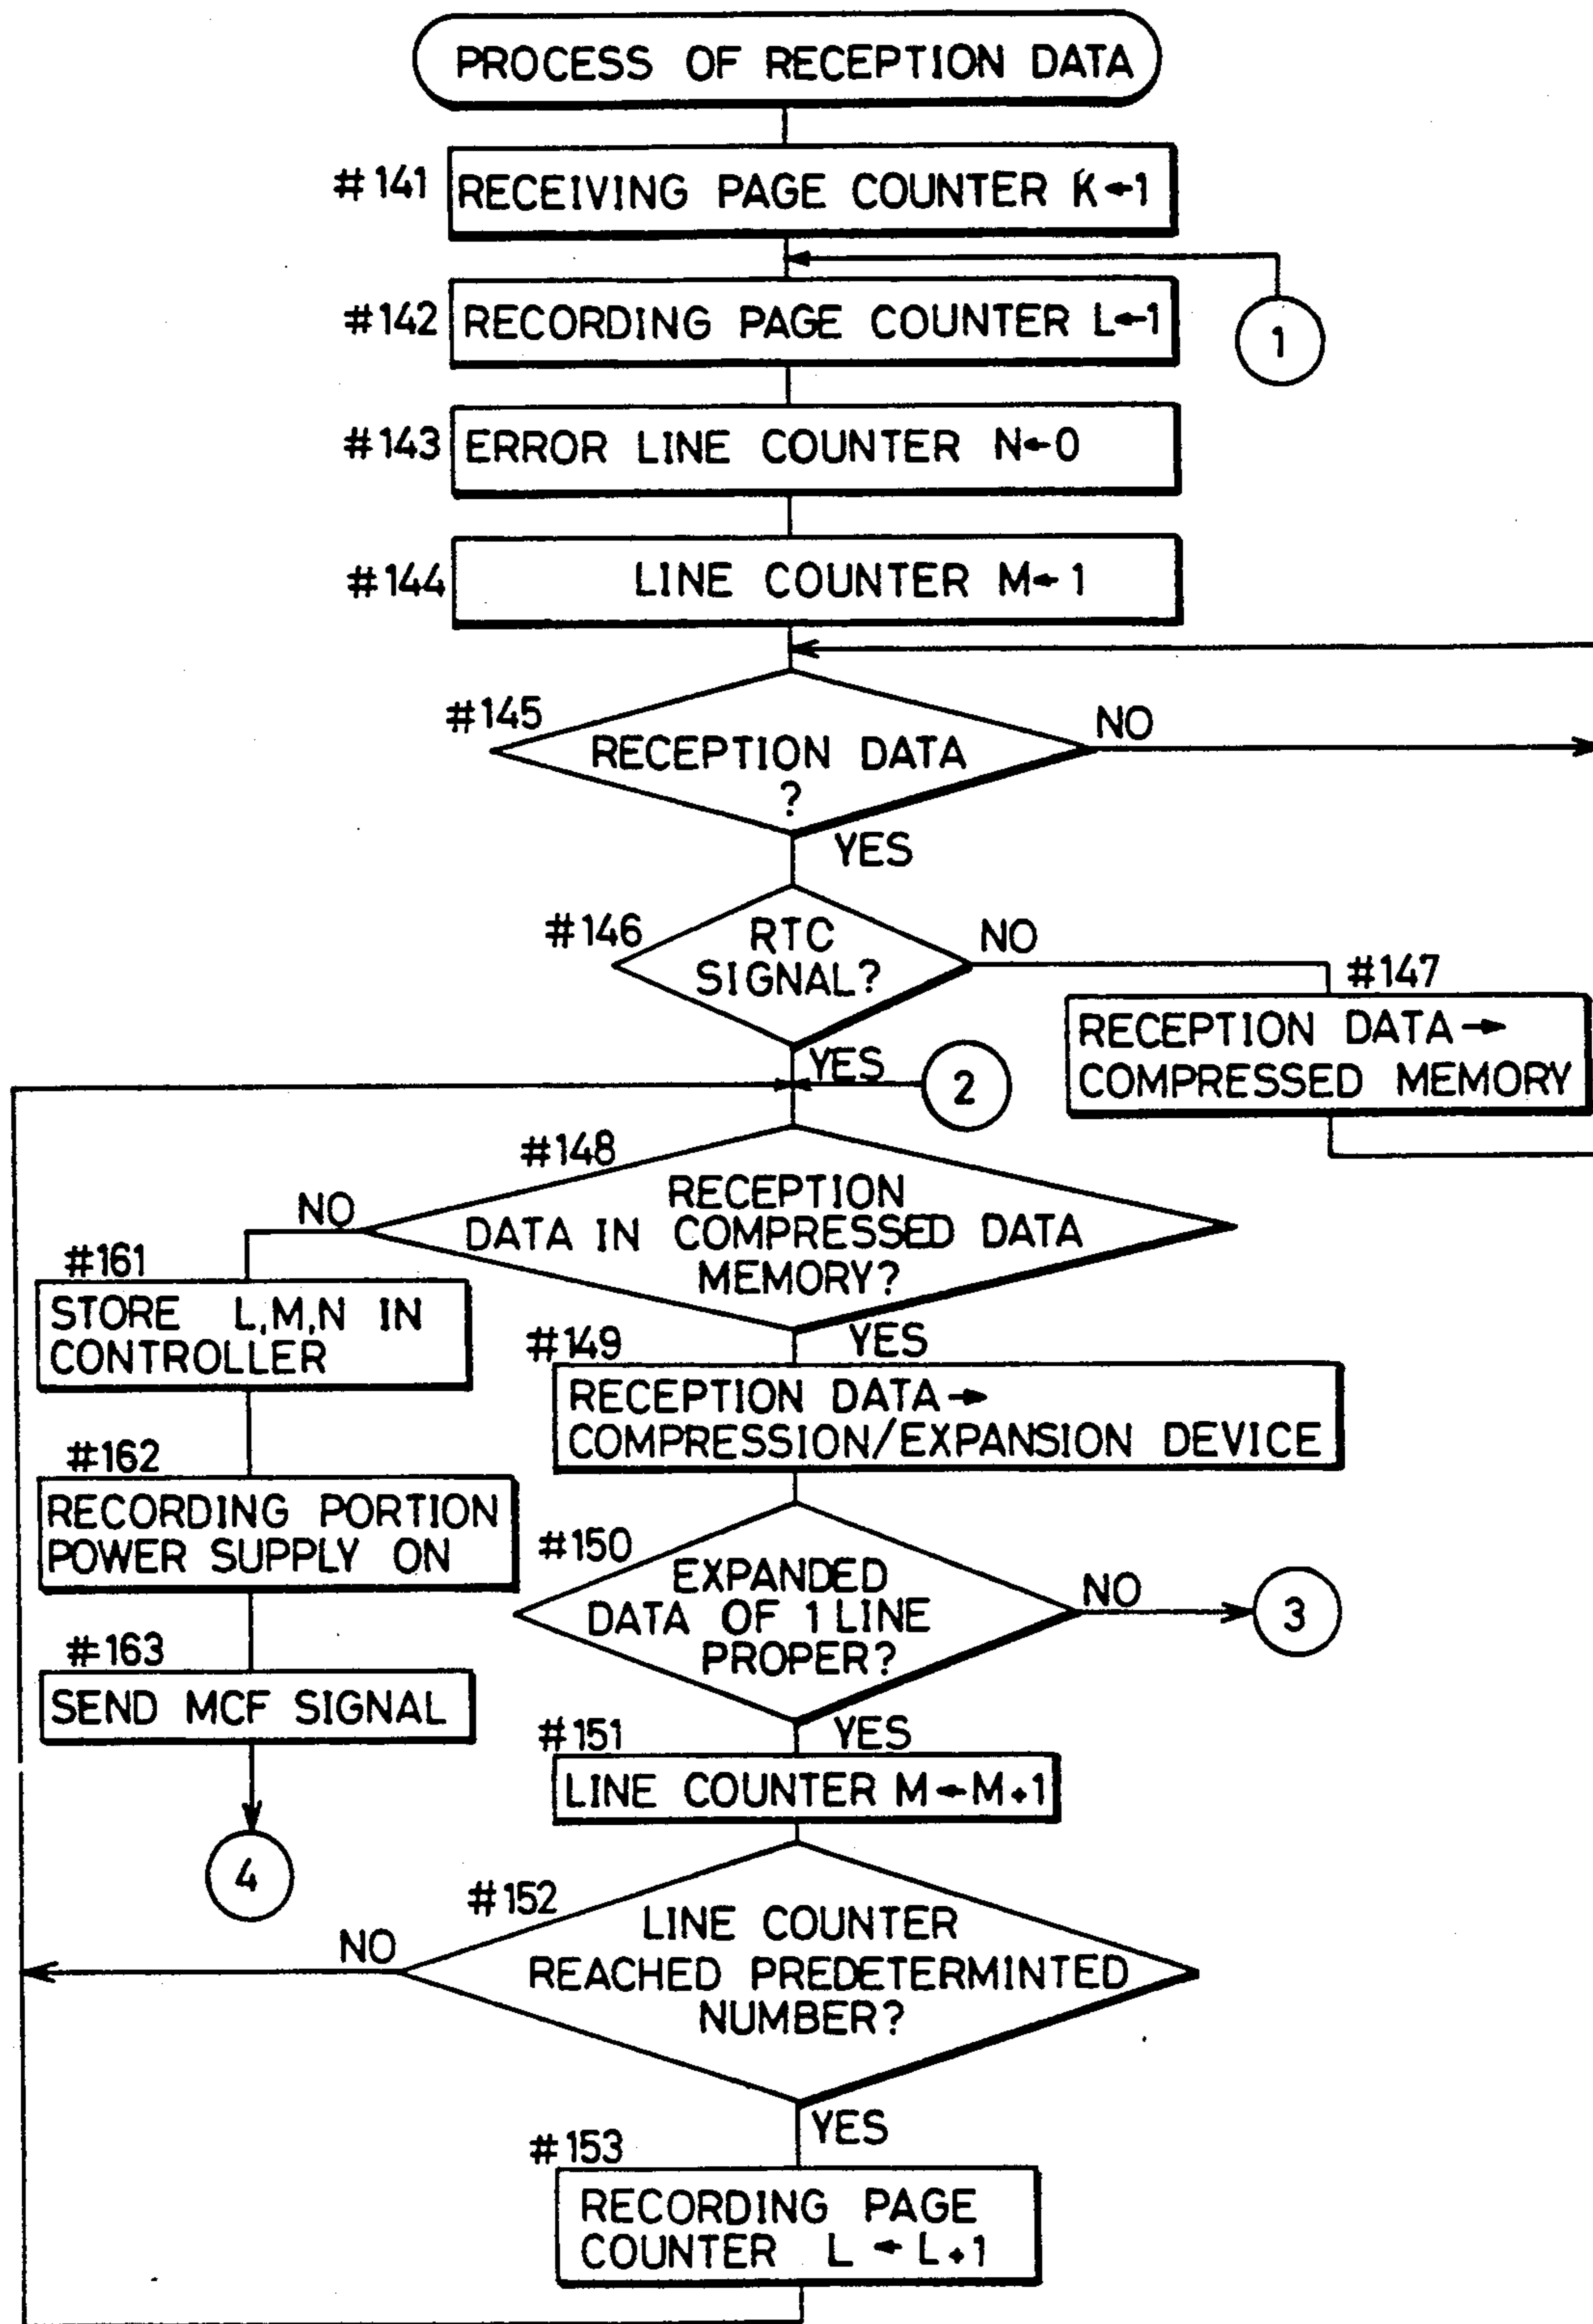 PROCESS OF RECEPTION DATA
#141
RECEIVING PAGE COUNTER K←1
#142
RECORDING PAGE COUNTER L←1
1
#143
ERROR LINE COUNTER N←0
#144
LINE COUNTER M←1
#145
RECEPTION DATA
?
NO
YES
#146
RTC
SIGNAL?
NO
#147
RECEPTION DATA→
COMPRESSED MEMORY
YES
2
#148
RECEPTION
DATA IN COMPRESSED DATA
MEMORY?
NO
#161
STORE L,M,N IN
CONTROLLER
YES
#149
RECEPTION DATA→
COMPRESSION/EXPANSION DEVICE
#162
RECORDING PORTION
POWER SUPPLY ON
#150
EXPANDED
DATA OF 1 LINE
PROPER?
NO
3
#163
SEND MCF SIGNAL
YES
#151
LINE COUNTER M←M+1
4
#152
LINE COUNTER
REACHED PREDETERMINTED
NUMBER?
NO
YES
#153
RECORDING PAGE
COUNTER L←L+1